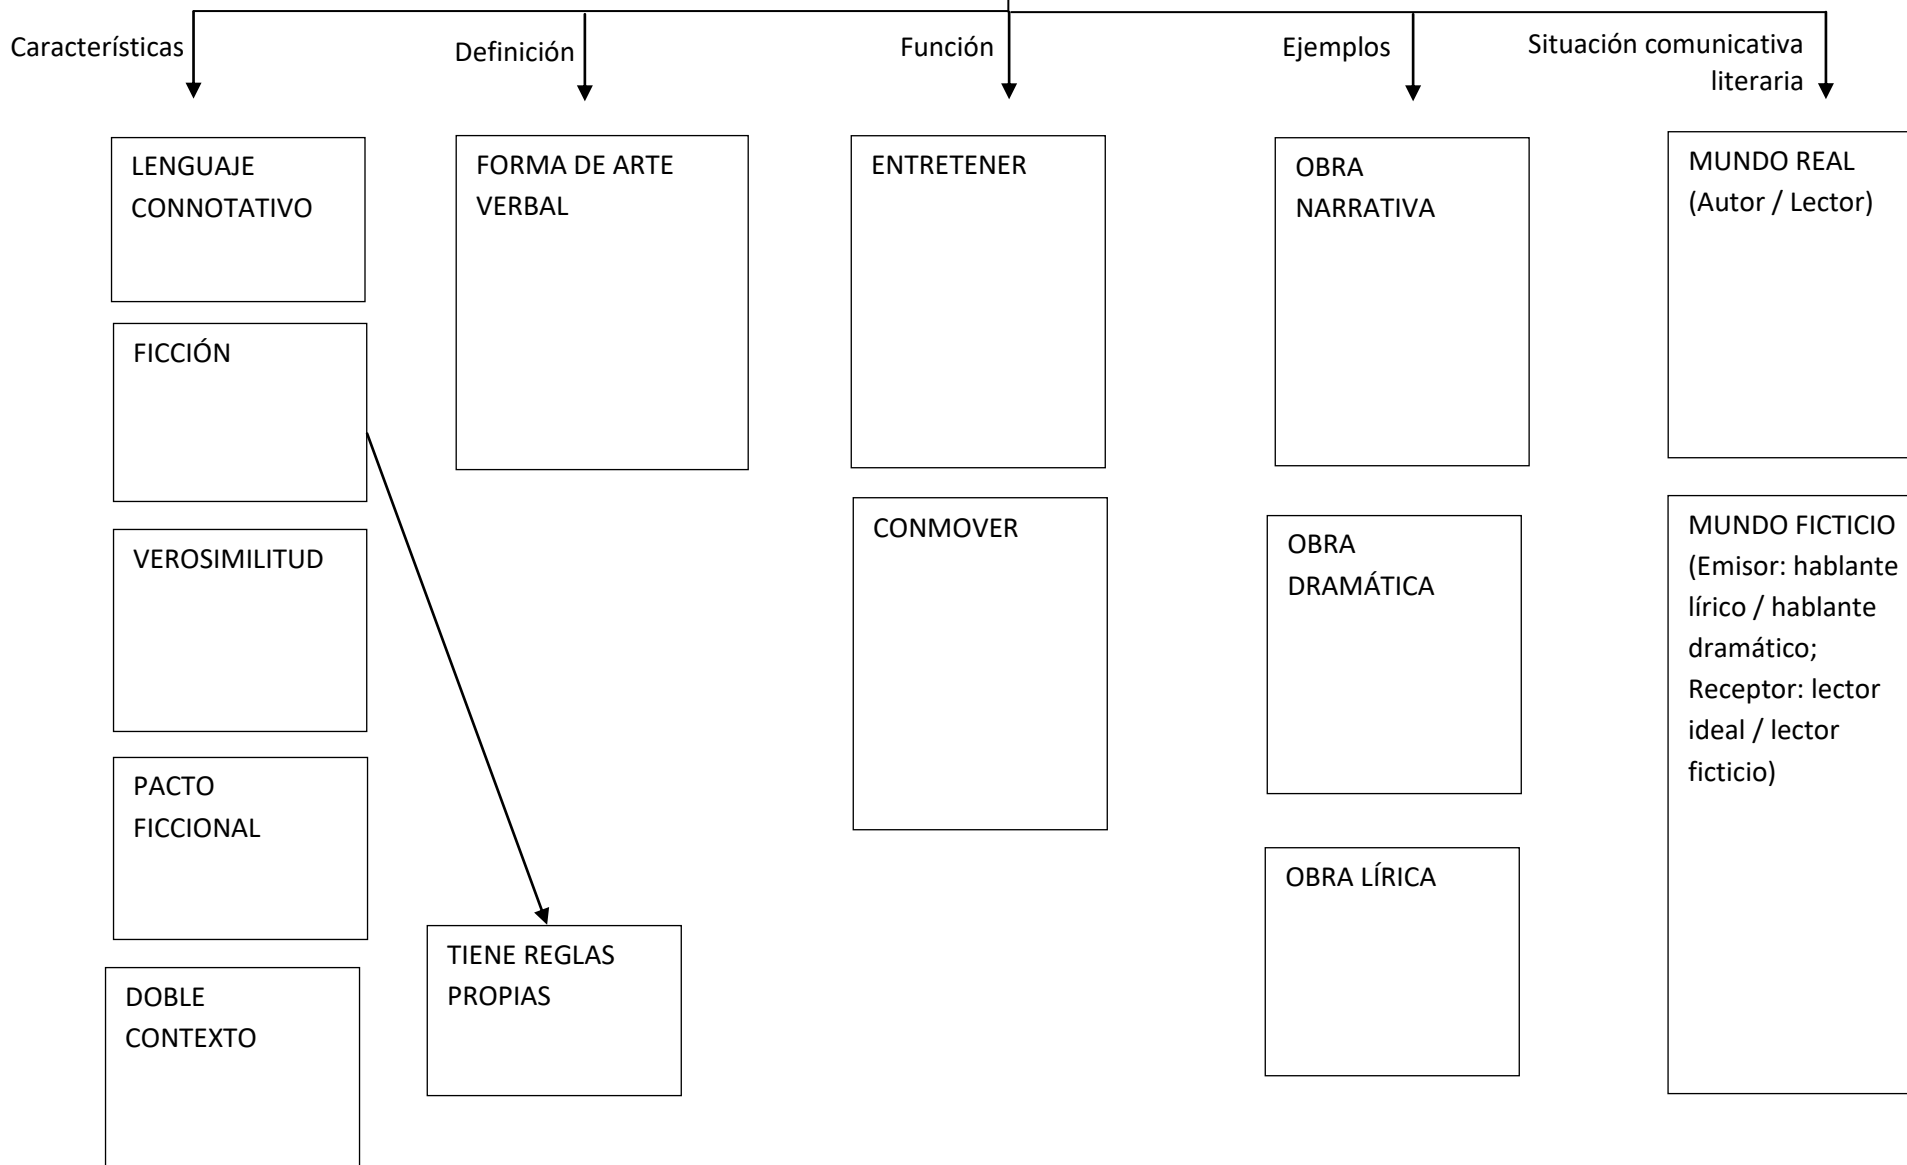 Características
Definición
Función
Ejemplos
Situación comunicativa
literaria
LENGUAJE
CONNOTATIVO
FICCIÓN
VEROSIMILITUD
PACTO
FICCIONAL
DOBLE
CONTEXTO
FORMA DE ARTE
VERBAL
TIENE REGLAS
PROPIAS
ENTRETENER
CONMOVER
OBRA
NARRATIVA
OBRA
DRAMÁTICA
OBRA LÍRICA
MUNDO REAL
(Autor / Lector)
MUNDO FICTICIO
(Emisor: hablante
lírico / hablante
dramático;
Receptor: lector
ideal / lector
ficticio)